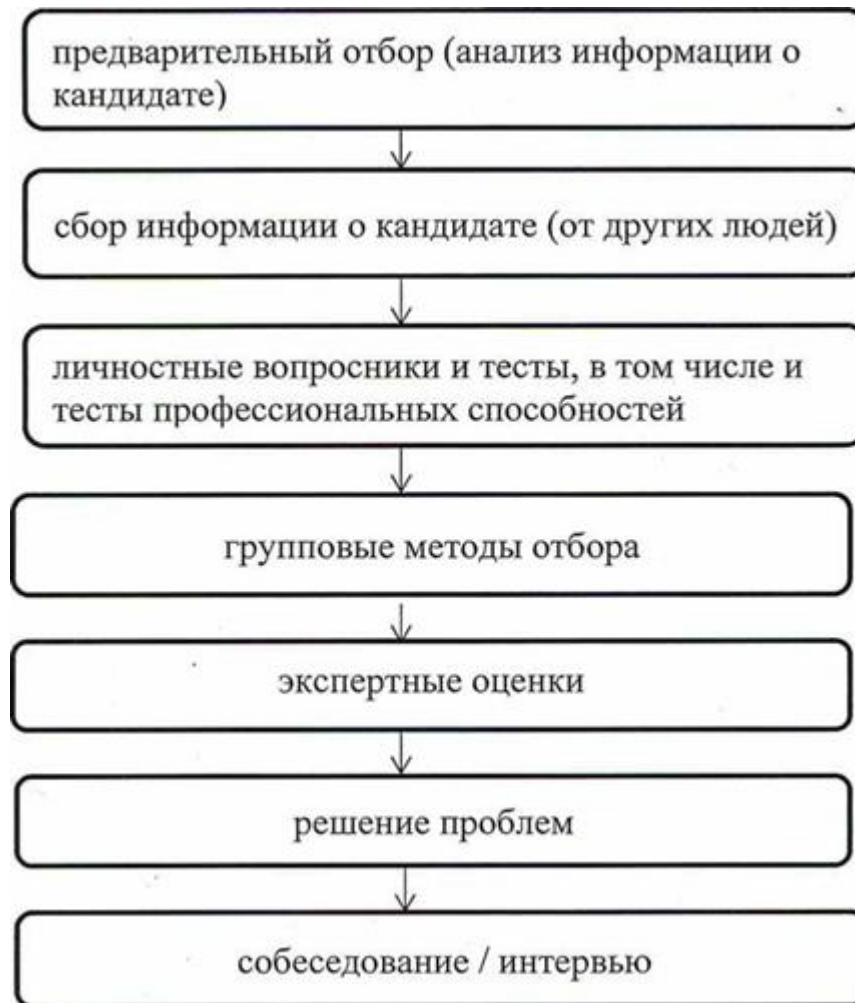 предварительный отбор (анализ информации о
кандидате)
сбор информации о кандидате (от других людей)
личностные вопросники и тесты, в том числе и
тесты профессиональных способностей
групповые методы отбора
экспертные оценки
решение проблем
собеседование / интервью